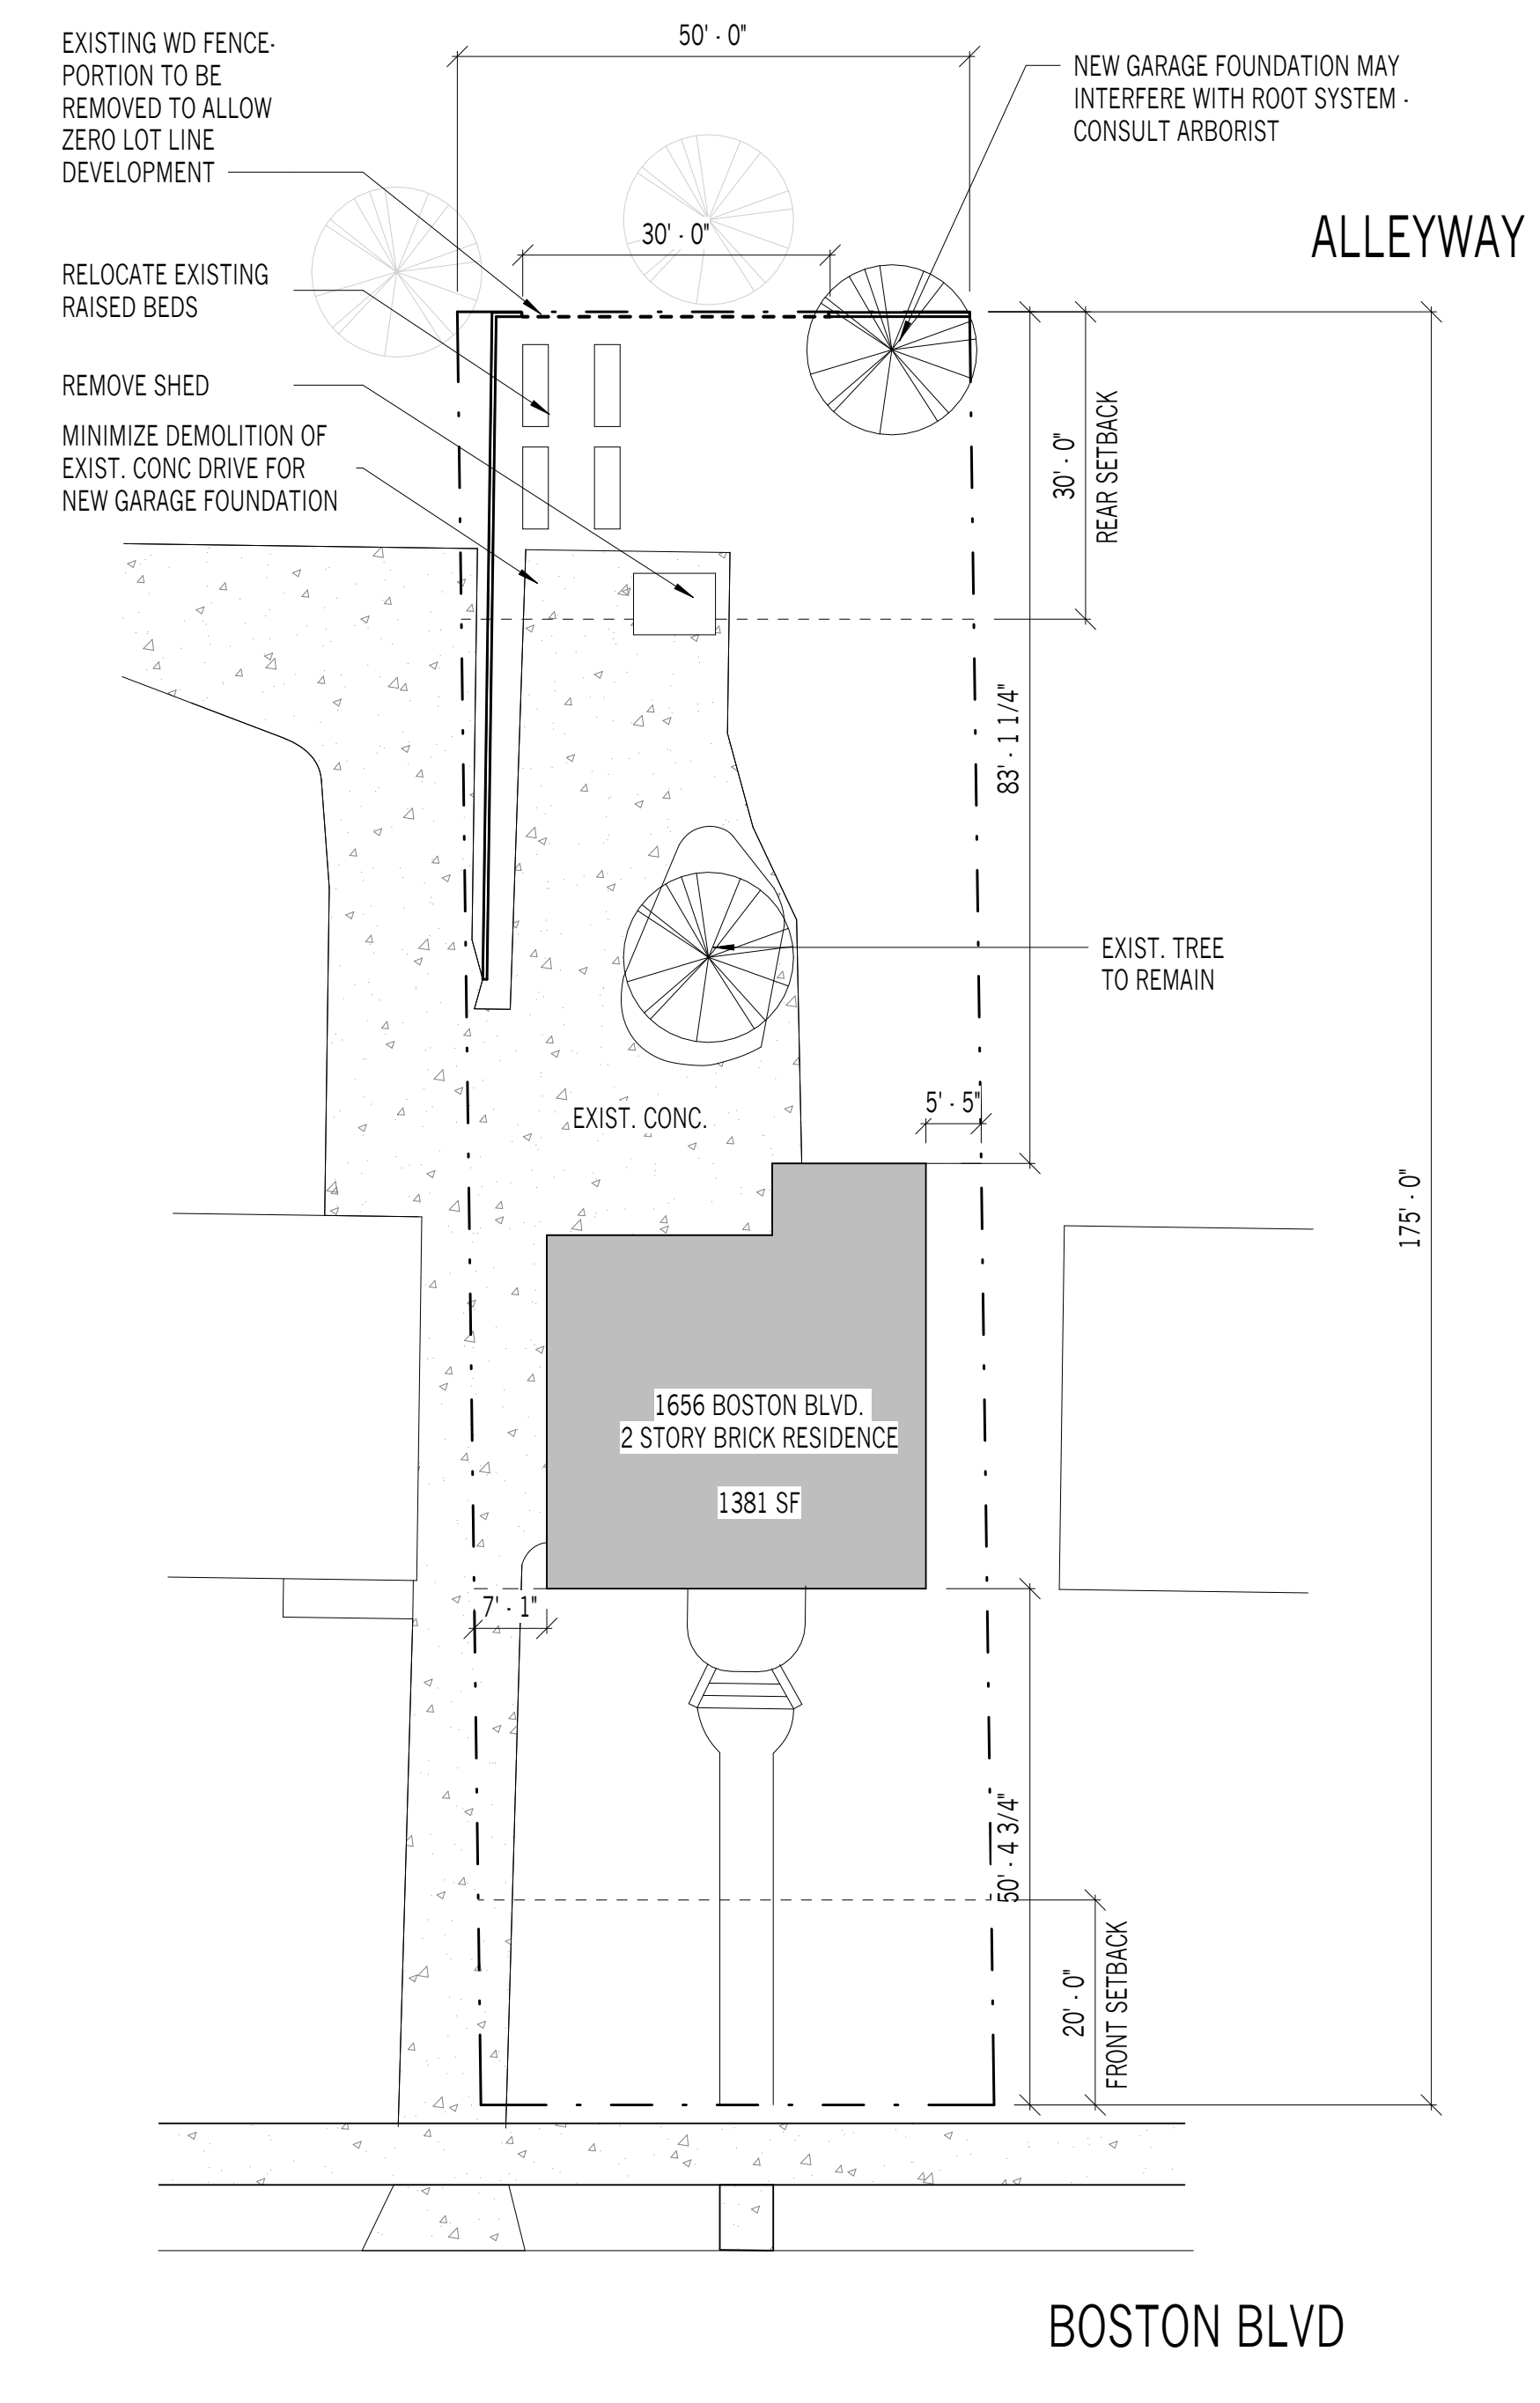 50' - 0"
EXISTING WD FENCE-
PORTION TO BE
REMOVED TO ALLOW
ZERO LOT LINE
DEVELOPMENT
NEW GARAGE FOUNDATION MAY
INTERFERE WITH ROOT SYSTEM -
CONSULT ARBORIST
ALLEYWAY
30' - 0"
RELOCATE EXISTING
RAISED BEDS
REMOVE SHED
MINIMIZE DEMOLITION OF
EXIST. CONC DRIVE FOR
NEW GARAGE FOUNDATION
30' - 0"
REAR SETBACK
83' - 1 1/4"
EXIST. TREE
TO REMAIN
5' - 5"
EXIST. CONC.
175' - 0"
1656 BOSTON BLVD.
2 STORY BRICK RESIDENCE
1381 SF
7' - 1"
50' - 4 3/4"
20' - 0"
FRONT SETBACK
BOSTON BLVD